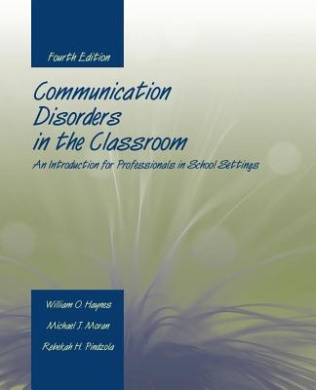 Fourth Edition
Communication
Disorders
in the Classroom
An Introduction for Professionals in School Settings
William O. Haynes
Michael J. Moran
Rebekah H. Pindzola